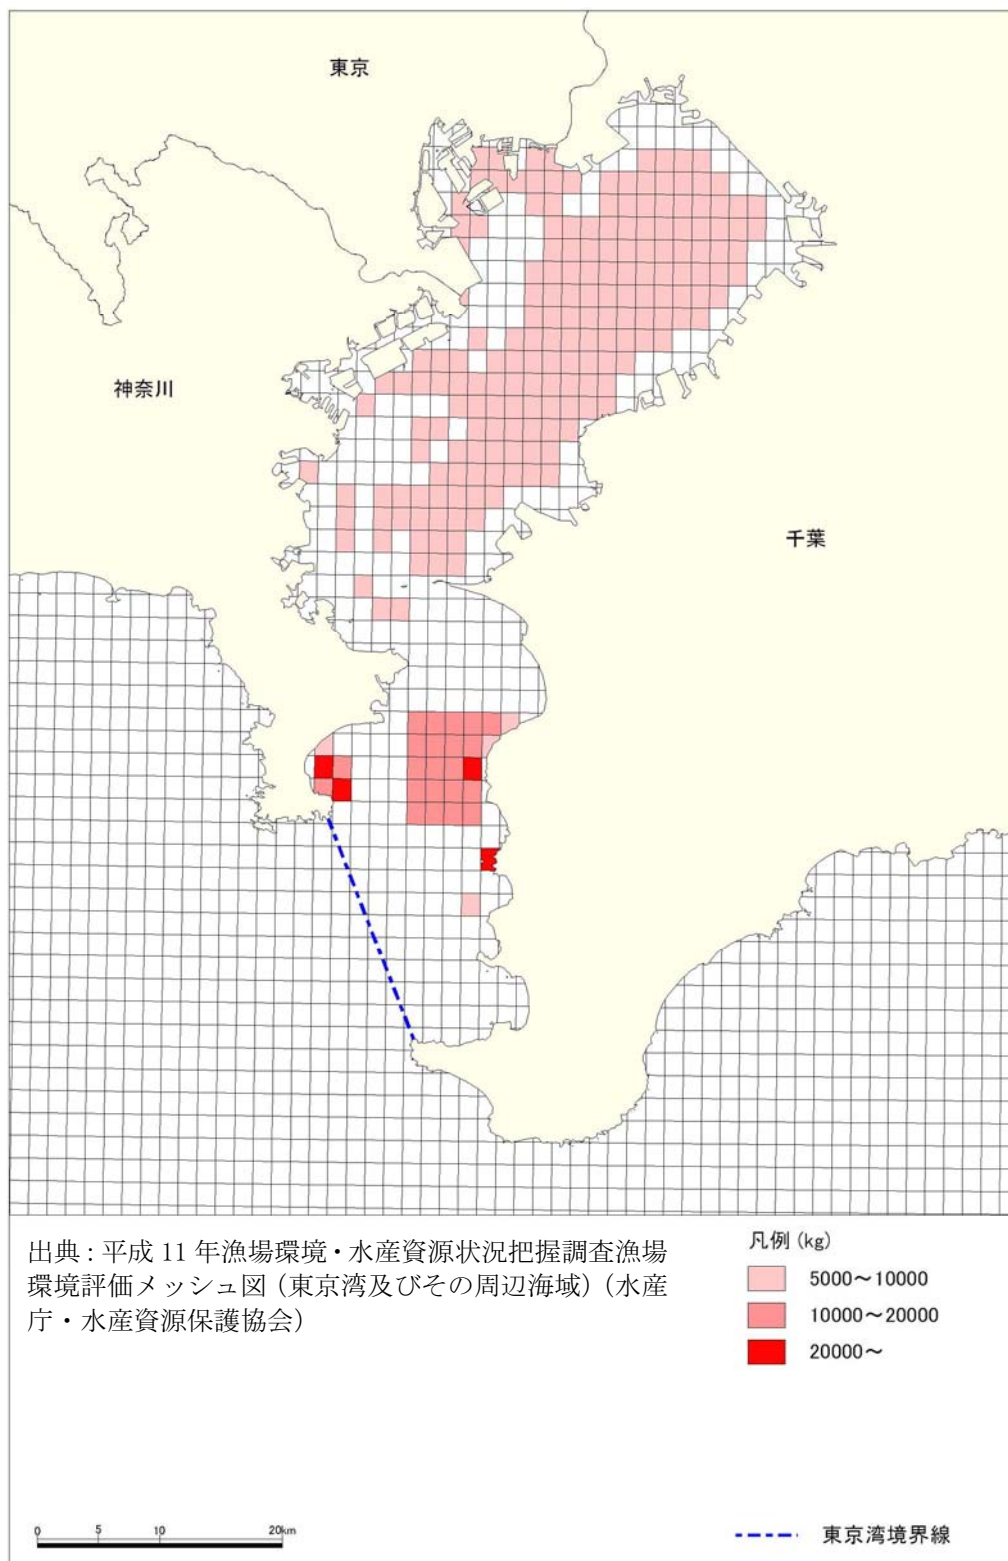 東京
神奈川
千葉
出典:平成 11 年漁場環境・水産資源状況把握調査漁場
環境評価メッシュ図(東京湾及びその周辺海域)(水産
庁・水産資源保護協会)
凡例 (kg)
5000~10000
10000~20000
20000~
0 5 10 20km
東京湾境界線